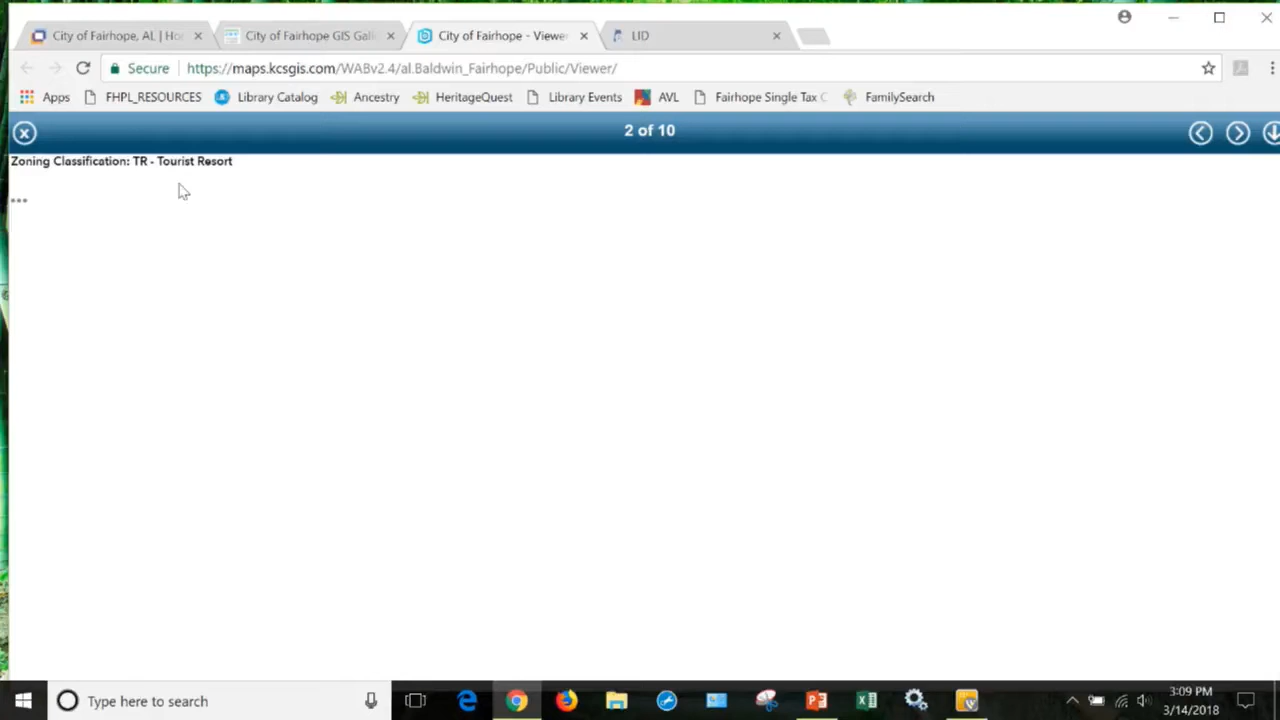 City of Fairhope, AL | Ho
City of Fairhope GIS Gall
City of Fairhope - Viewer
LID
Secure
https://maps.kcsgis.com/WABv2.4/al.Baldwin_Fairhope/Public/Viewer/
Apps
FHPL_RESOURCES
Library Catalog
Ancestry
HeritageQuest
Library Events
AVL
Fairhope Single Tax C
FamilySearch
2 of 10
Zoning Classification: TR - Tourist Resort
Type here to search
3:09 PM
3/14/2018